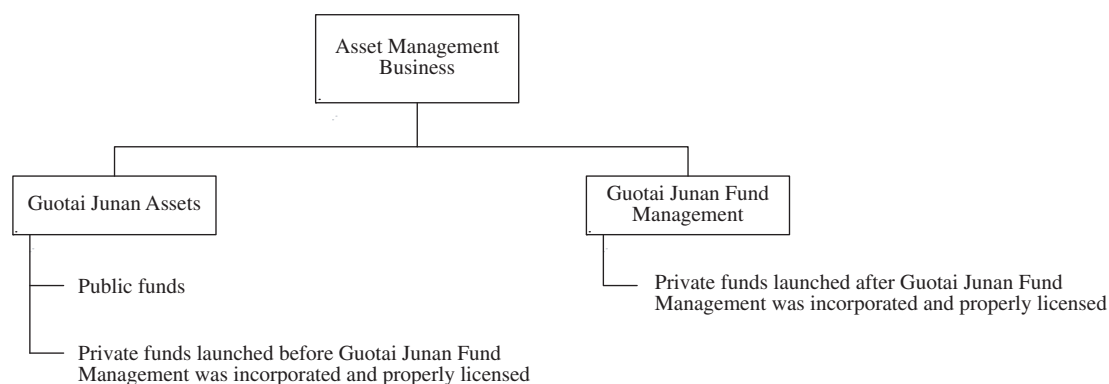 Asset Management
Business
Guotai Junan Assets
Guotai Junan Fund
Management
Public funds
Private funds launched before Guotai Junan Fund
Management was incorporated and properly licensed
Private funds launched after Guotai Junan Fund
Management was incorporated and properly licensed